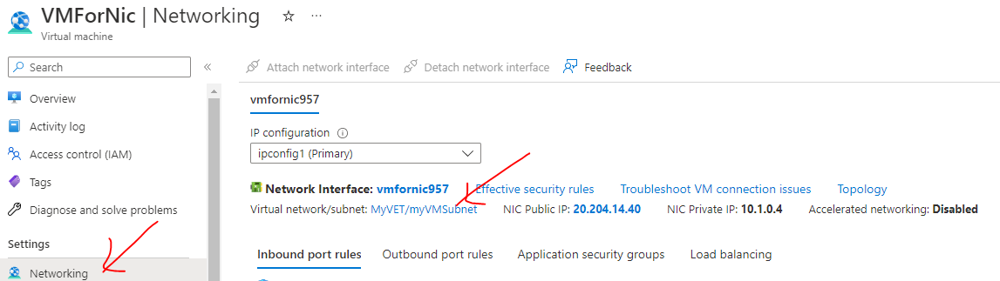 VMForNic | Networking
Virtual machine
Search
Attach network interface Detach network interface Feedback
Overview
Activity log
Access control (IAM)
Tags
Diagnose and solve problems
Settings
Networking
vmfornic957
IP configuration
ipconfig1 (Primary)
Network Interface: vmfornic957 Effective security rules Troubleshoot VM connection issues Topology
Virtual network/subnet: MyVET/myVMSubnet NIC Public IP: 20.204.14.40 NIC Private IP: 10.1.0.4 Accelerated networking: Disabled
Inbound port rules Outbound port rules Application security groups Load balancing